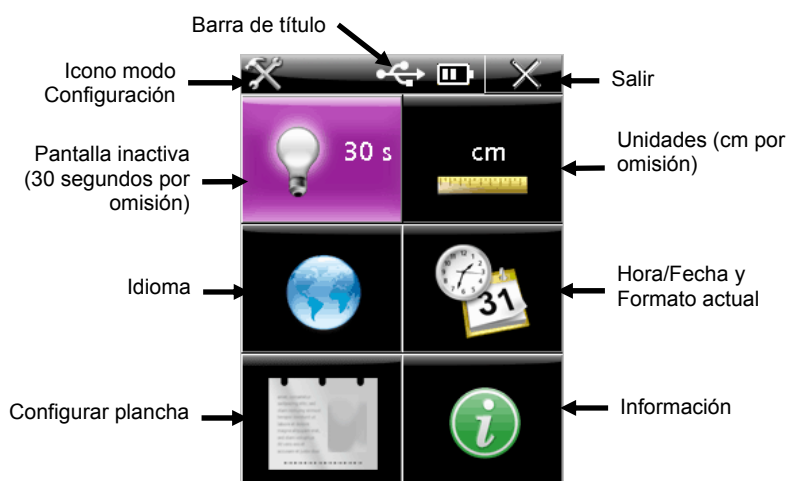 Barra de título
Icono modo
Configuración
Salir
Pantalla inactiva
(30 segundos por
omisión)
30 s
cm
Unidades (cm por
omisión)
Idioma
31
Hora/Fecha y
Formato actual
Configurar plancha
i
Información